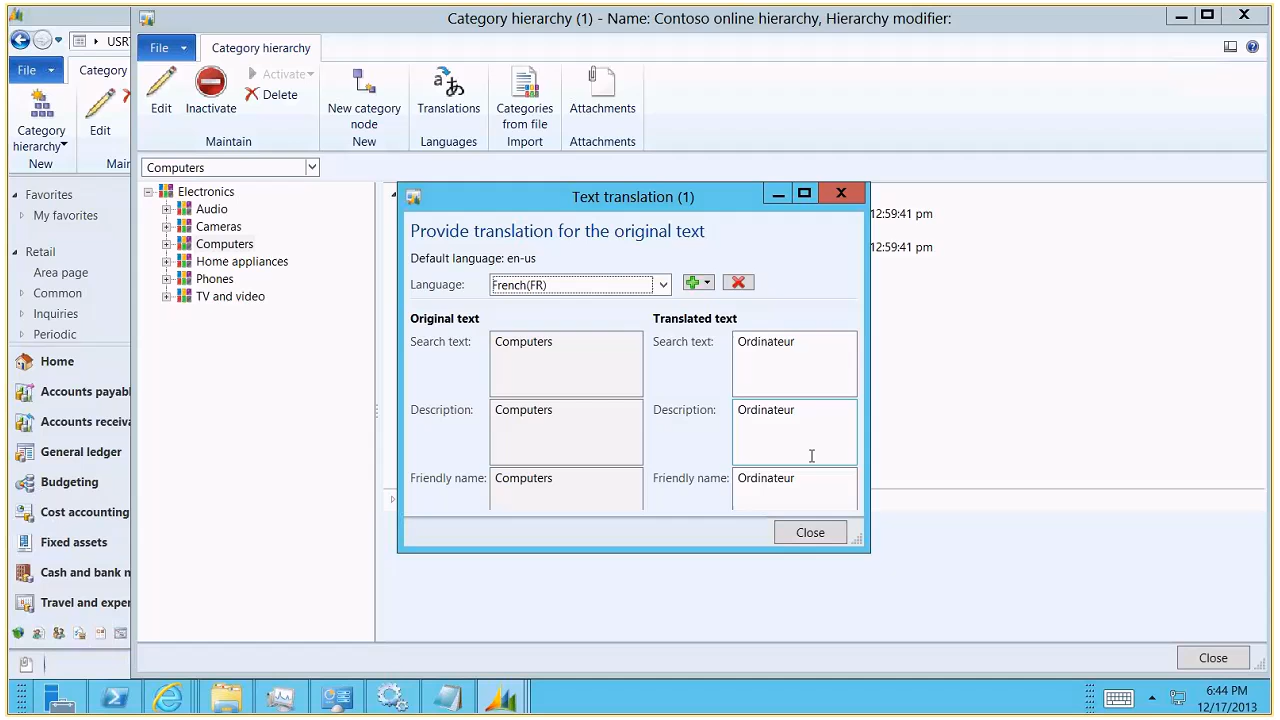 Category hierarchy (1) - Name: Contoso online hierarchy, Hierarchy modifier:
USR
File
Category
File
Category hierarchy
Category hierarchy
Edit
Edit
Inactivate
Activate
Delete
New category node
Translations
Categories from file
Attachments
New
Maintain
New
Languages
Import
Attachments
Computers
Favorites
My favorites
Retail
Area page
Common
Inquiries
Periodic
Home
Accounts payab
Accounts receiva
General ledger
Budgeting
Cost accounting
Fixed assets
Cash and bank
Travel and exper
Electronics
Audio
Cameras
Computers
Home appliances
Phones
TV and video
12:59:41 pm
12:59:41 pm
Text translation (1)
Provide translation for the original text
Default language: en-us
Language: French(FR)
Original text
Translated text
Search text: Computers
Search text: Ordinateur
Description: Computers
Description: Ordinateur
Friendly name: Computers
Friendly name: Ordinateur
Close
Close
6:44 PM
12/17/2013